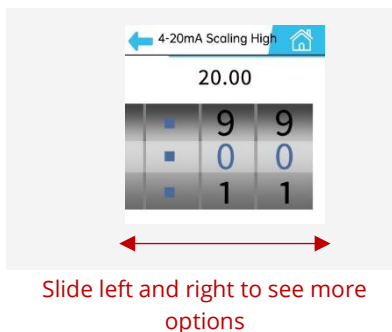 4-20mA Scaling High
20.00
9 9
0 0
1 1
Slide left and right to see more
options